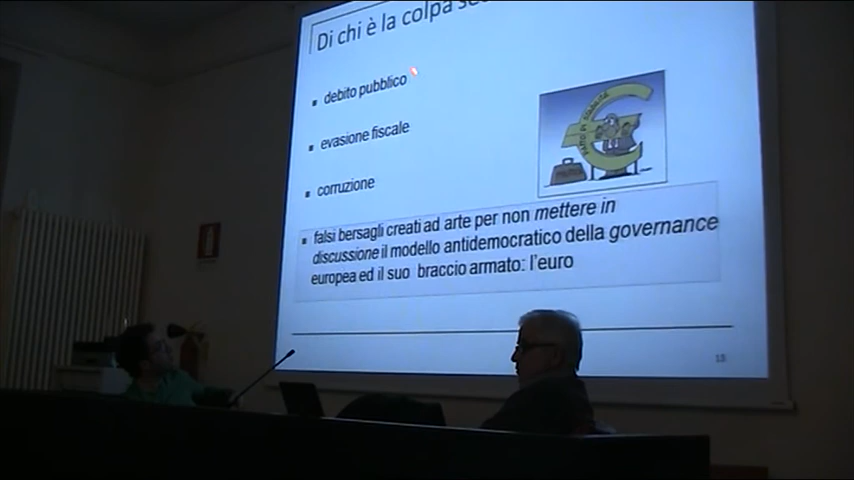 Di chi è la colpa
debito pubblico
evasione fiscale
corruzione
falsi bersagli creati ad arte per non mettere in
discussione il modello antidemocratico della governance
europea ed il suo braccio armato: l'euro
13